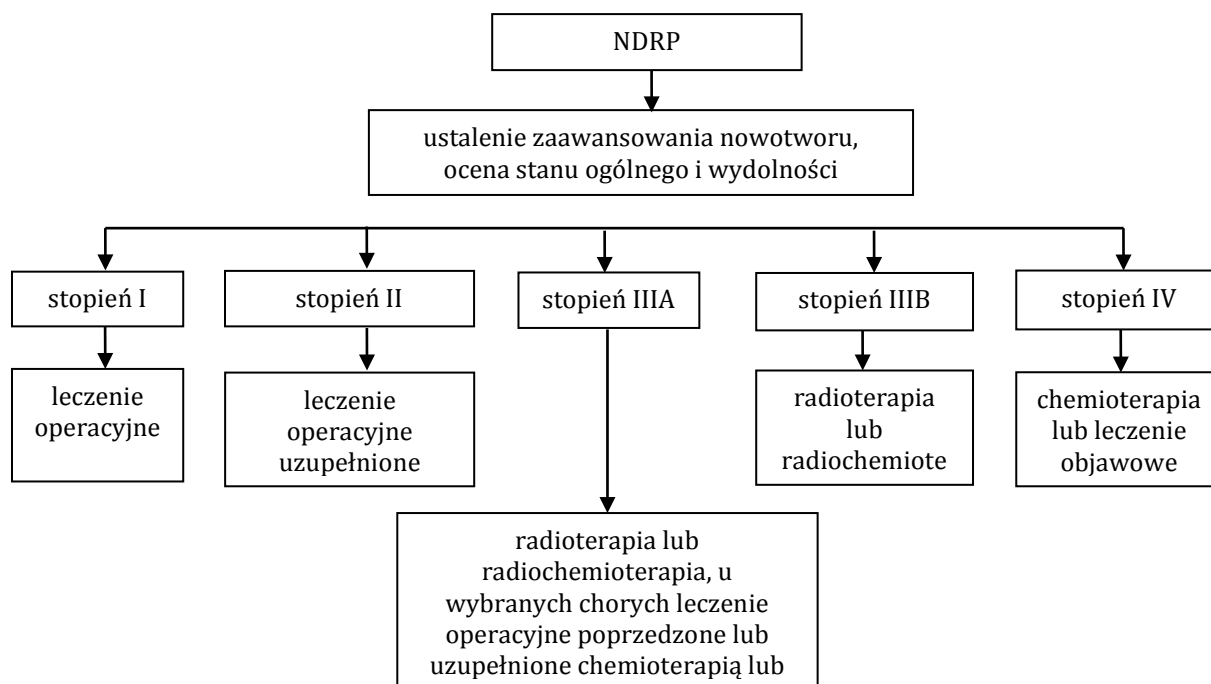 NDRP
ustalenie zaawansowania nowotworu,
ocena stanu ogólnego i wydolności
stopień I
stopień II
stopień IIIA
stopień IIIB
stopień IV
leczenie
operacyjne
leczenie
operacyjne
uzupełnione
radioterapia
lub
radiochemiote
chemioterapia
lub leczenie
objawowe
radioterapia lub
radiochemioterapia, u
wybranych chorych leczenie
operacyjne poprzedzone lub
uzupełnione chemioterapią lub